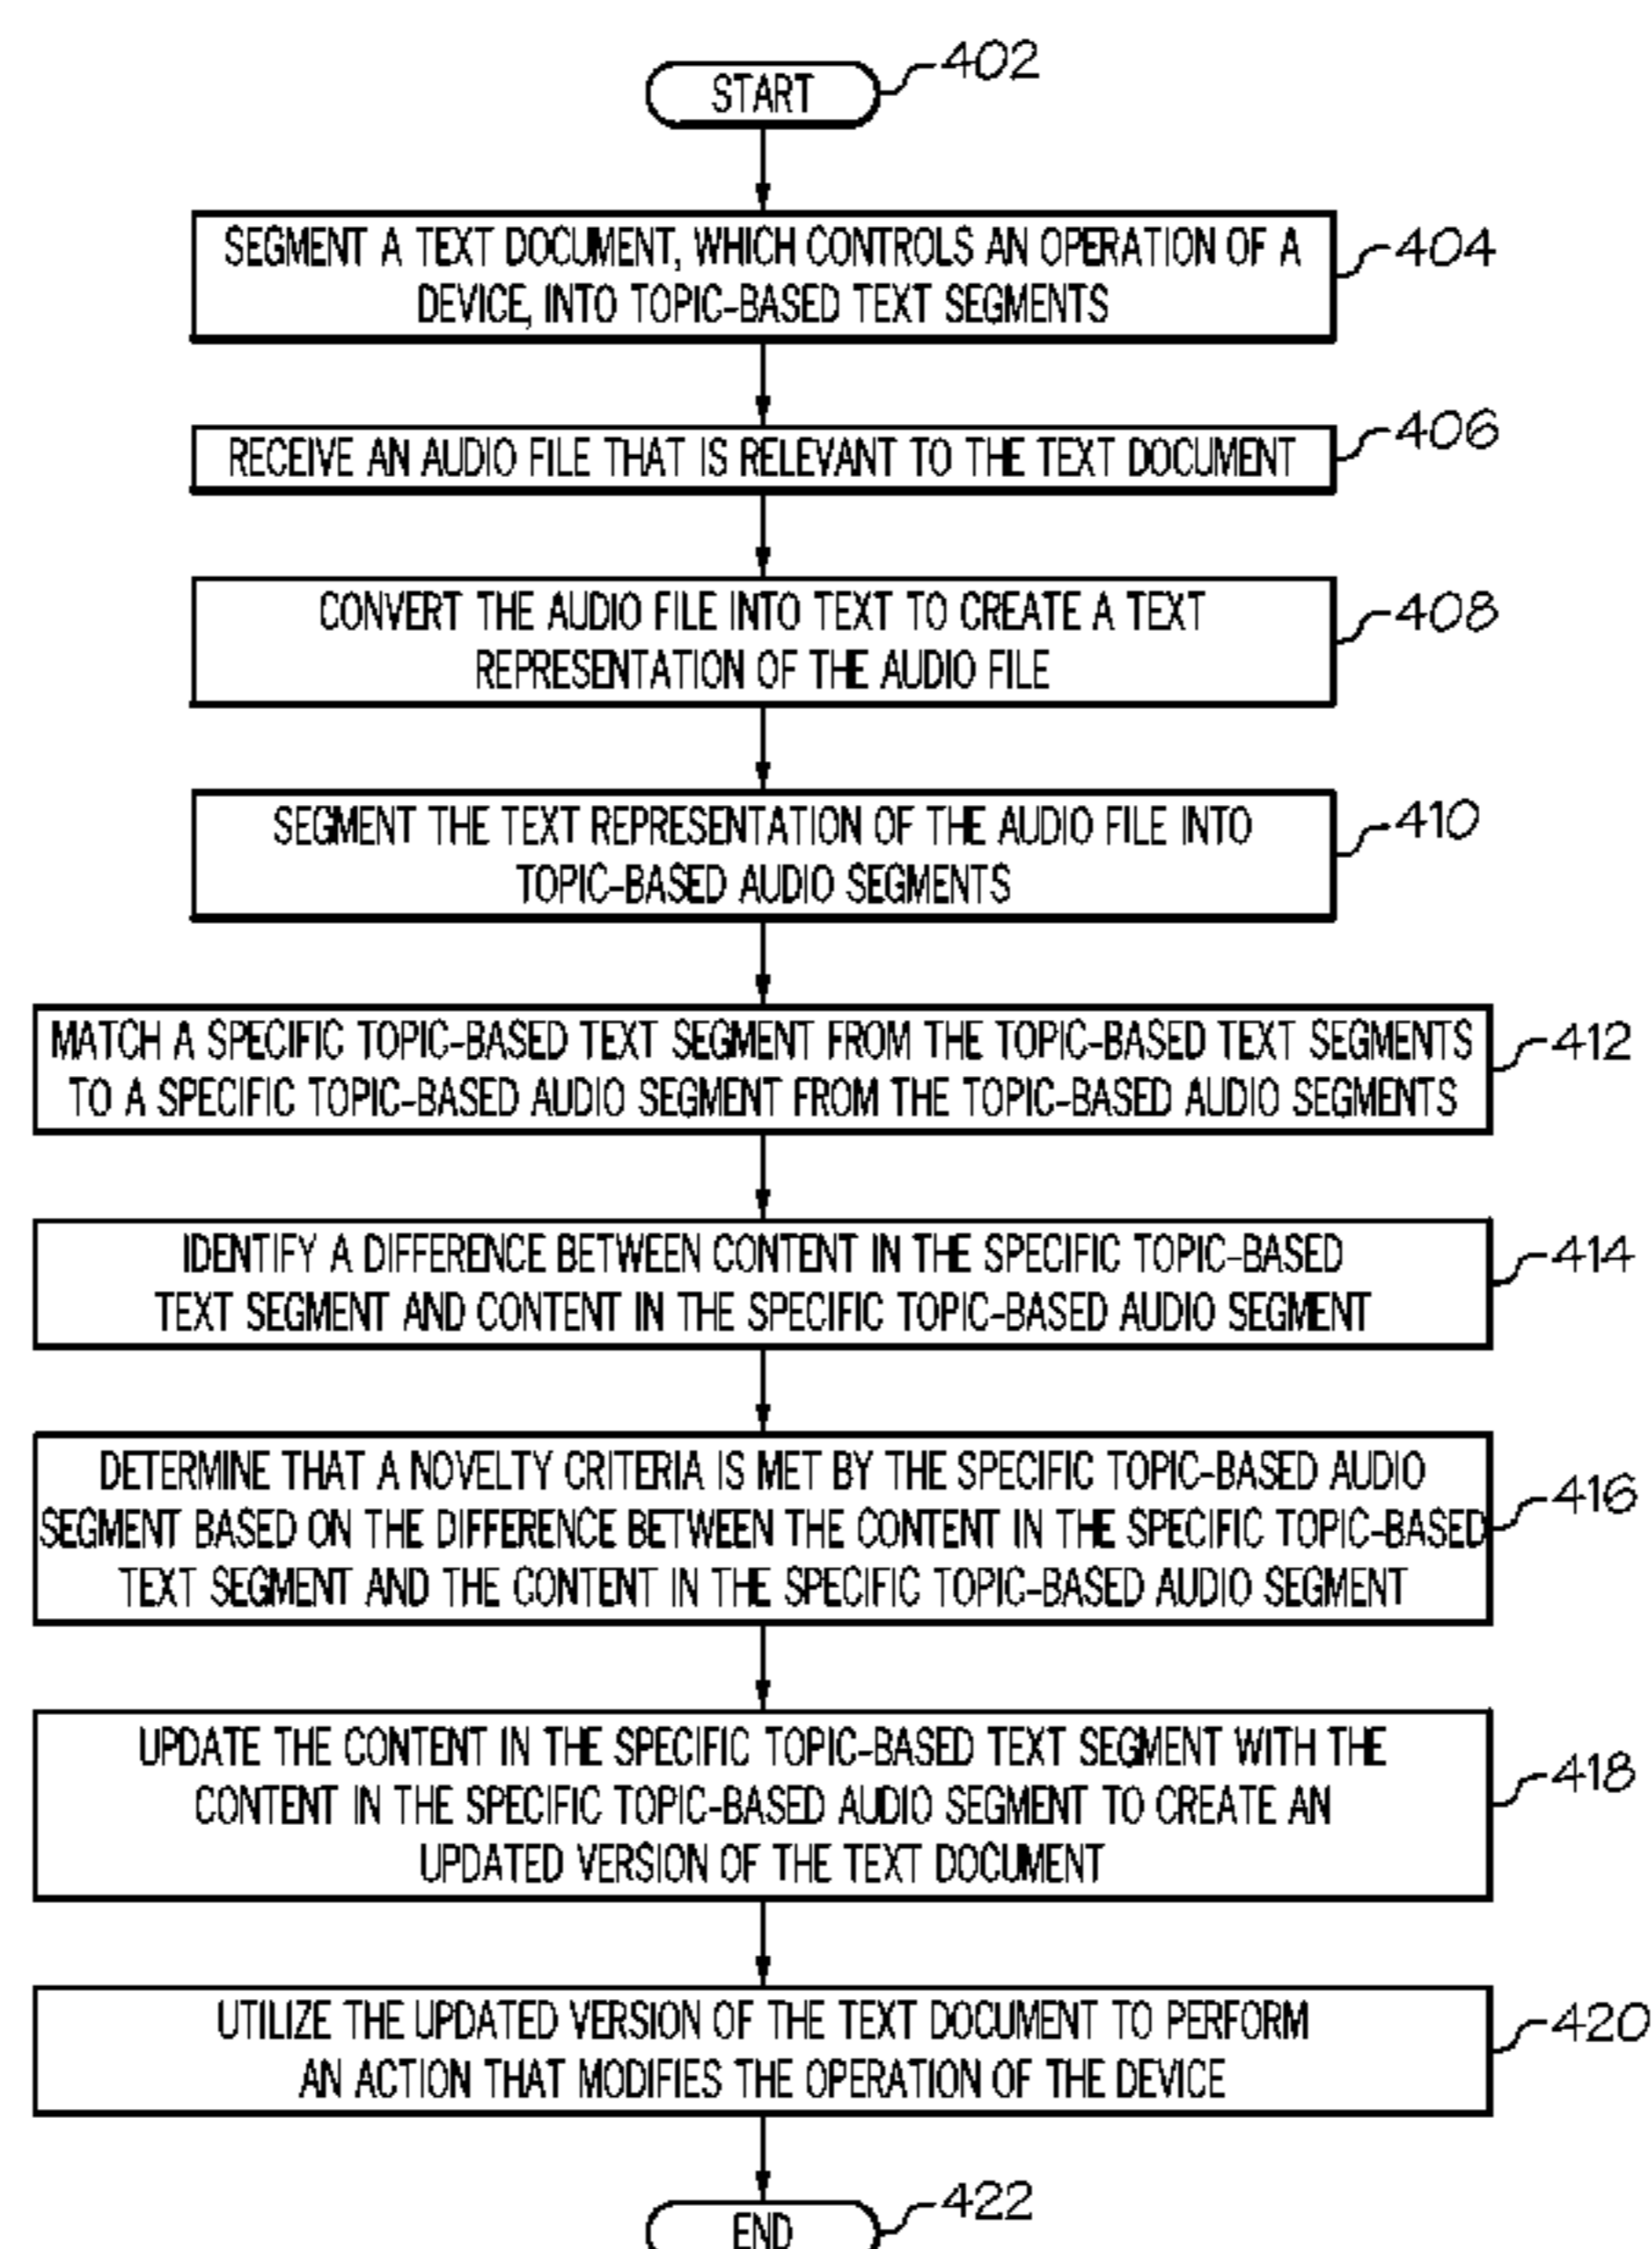 START
402
SEGMENT A TEXT DOCUMENT, WHICH CONTROLS AN OPERATION OF A
DEVICE, INTO TOPIC-BASED TEXT SEGMENTS
404
RECEIVE AN AUDIO FILE THAT IS RELEVANT TO THE TEXT DOCUMENT
406
CONVERT THE AUDIO FILE INTO TEXT TO CREATE A TEXT
REPRESENTATION OF THE AUDIO FILE
408
SEGMENT THE TEXT REPRESENTATION OF THE AUDIO FILE INTO
TOPIC-BASED AUDIO SEGMENTS
410
MATCH A SPECIFIC TOPIC-BASED TEXT SEGMENT FROM THE TOPIC-BASED TEXT SEGMENTS
TO A SPECIFIC TOPIC-BASED AUDIO SEGMENT FROM THE TOPIC-BASED AUDIO SEGMENTS
412
IDENTIFY A DIFFERENCE BETWEEN CONTENT IN THE SPECIFIC TOPIC-BASED
TEXT SEGMENT AND CONTENT IN THE SPECIFIC TOPIC-BASED AUDIO SEGMENT
414
DETERMINE THAT A NOVELTY CRITERIA IS MET BY THE SPECIFIC TOPIC-BASED AUDIO
SEGMENT BASED ON THE DIFFERENCE BETWEEN THE CONTENT IN THE SPECIFIC TOPIC-BASED
TEXT SEGMENT AND THE CONTENT IN THE SPECIFIC TOPIC-BASED AUDIO SEGMENT
416
UPDATE THE CONTENT IN THE SPECIFIC TOPIC-BASED TEXT SEGMENT WITH THE
CONTENT IN THE SPECIFIC TOPIC-BASED AUDIO SEGMENT TO CREATE AN
UPDATED VERSION OF THE TEXT DOCUMENT
418
UTILIZE THE UPDATED VERSION OF THE TEXT DOCUMENT TO PERFORM
AN ACTION THAT MODIFIES THE OPERATION OF THE DEVICE
420
END
422